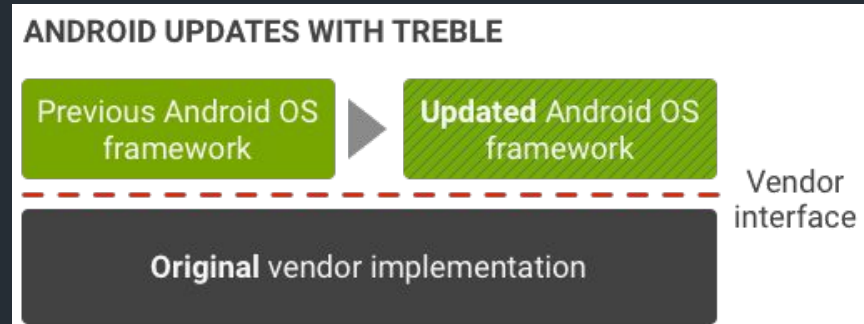 ANDROID UPDATES WITH TREBLE
Previous Android OS
framework
Updated Android OS
framework
Vendor
interface
Original vendor implementation